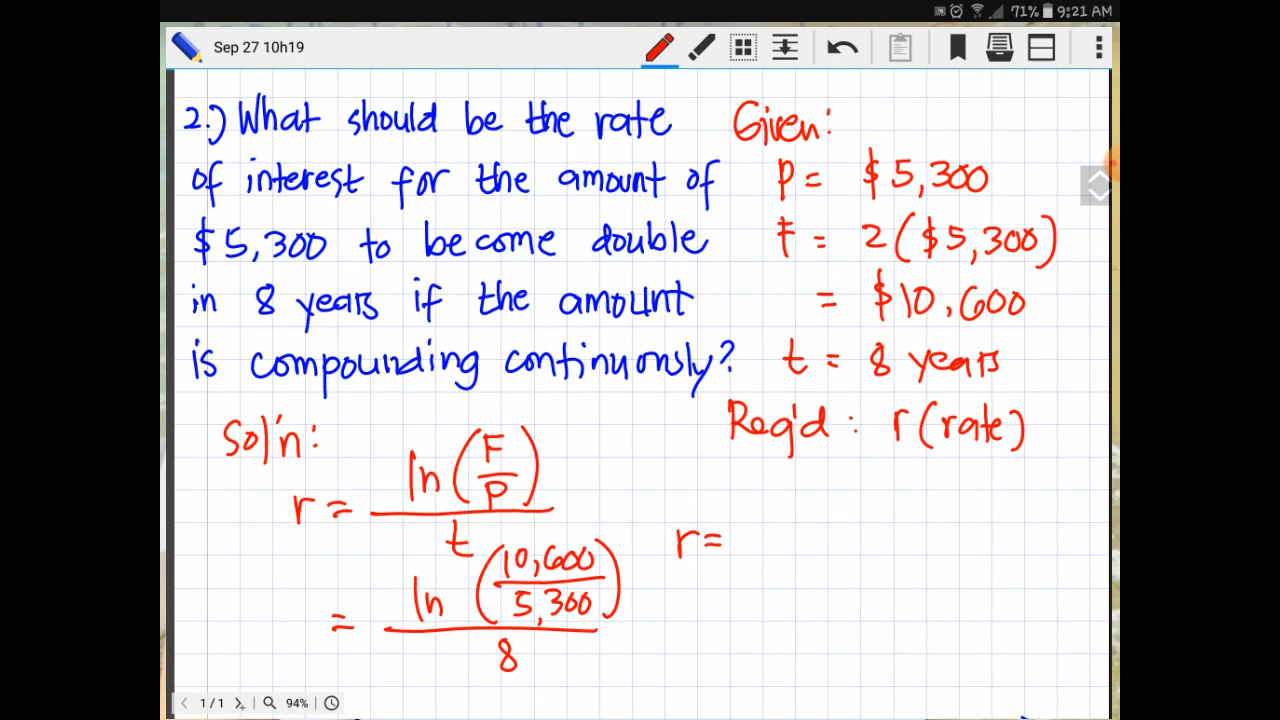 71% 9:21 AM
Sep 27 10h19
2.) What should be the rate
of interest for the amount of
$5,300 to become double
in 8 years if the amount
is compounding continuously?
Given:
P = $5,300
F = 2($5,300)
= $10,600
t = 8 years
Req'd : r(rate)
Sol'n:
r = ln(F/P)/t
= ln(10,600/5,300)/8
r =
1/1
94%